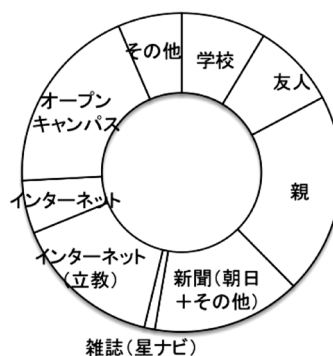 その他
学校
友人
オープン
キャンパス
親
インターネット
インターネット
(立教)
新聞(朝日
+その他)
雑誌(星ナビ)